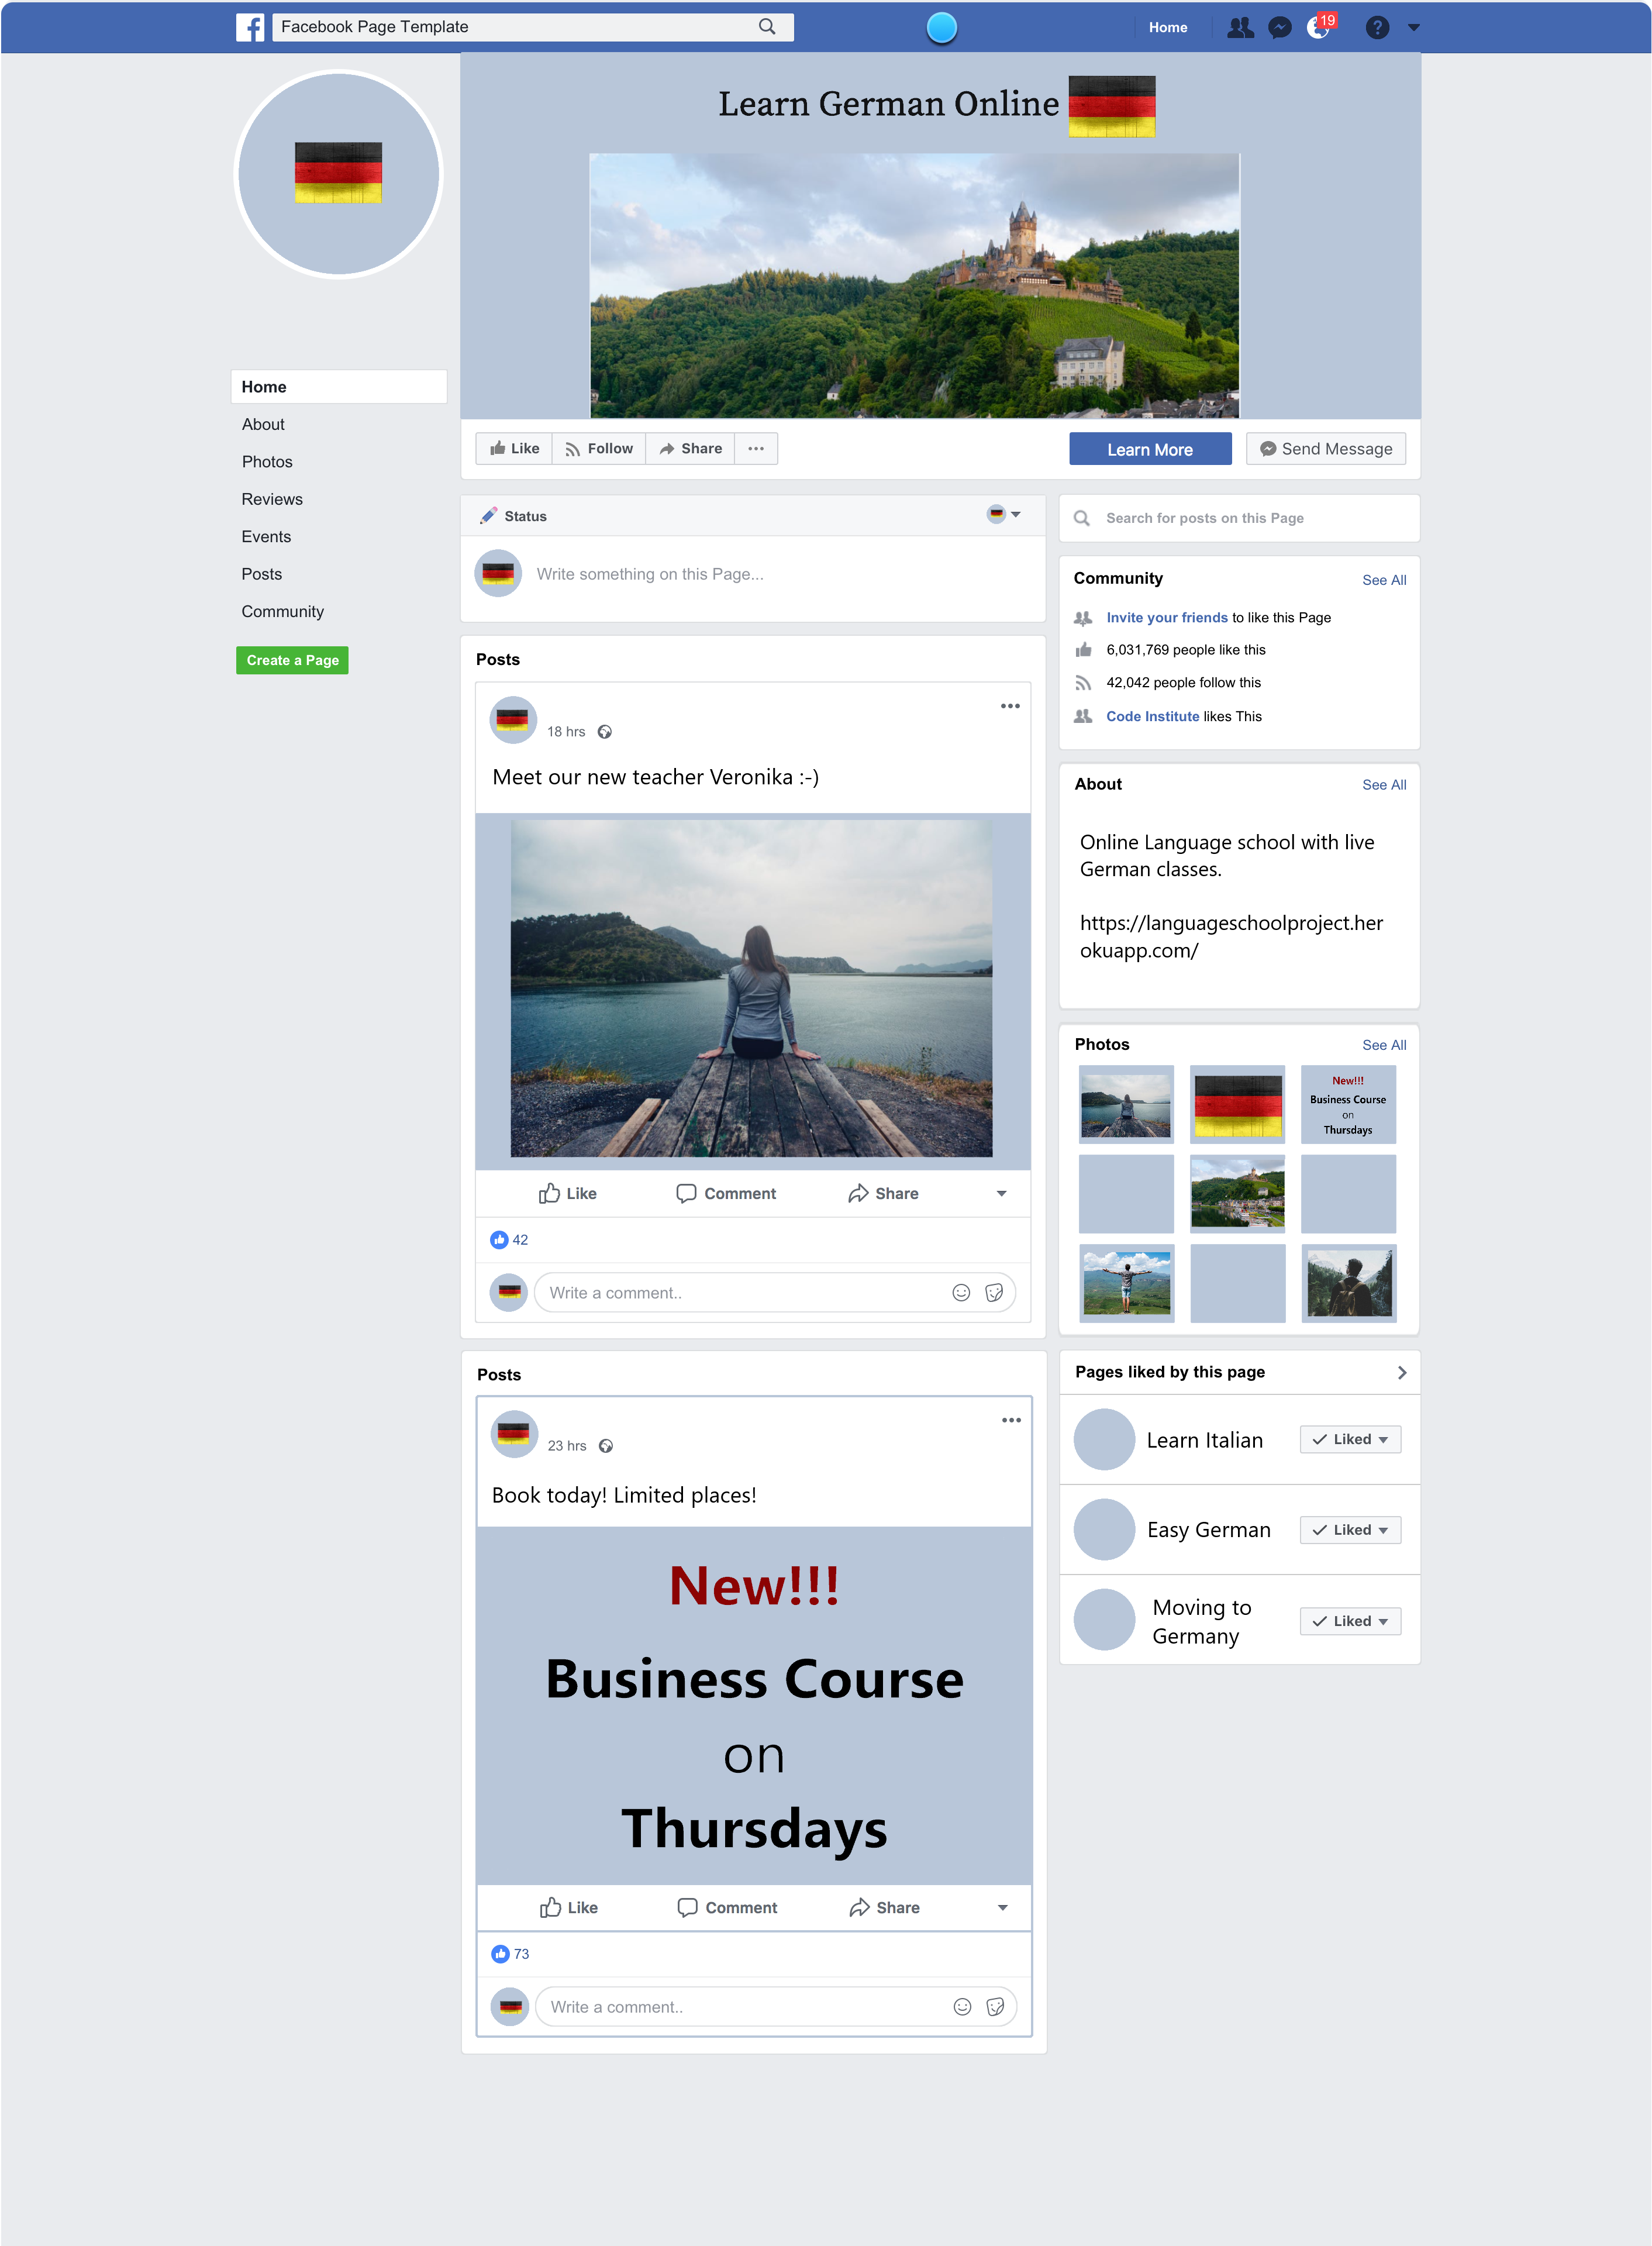 Facebook Page Template
Home
19
Learn German Online
Home
About
Photos
Reviews
Events
Posts
Community
Create a Page
Like
Follow
Share
Learn More
Send Message
Status
Write something on this Page...
Posts
18 hrs
Meet our new teacher Veronika :-)
Like
Comment
Share
42
Write a comment..
Posts
23 hrs
Book today! Limited places!
New!!!
Business Course
on
Thursdays
Like
Comment
Share
73
Write a comment..
Search for posts on this Page
Community
See All
Invite your friends to like this Page
6,031,769 people like this
42,042 people follow this
Code Institute likes This
About
See All
Online Language school with live
German classes.
https://languageschoolproject.her
okuapp.com/
Photos
See All
New!!!
Business Course
on
Thursdays
Pages liked by this page
Learn Italian
Liked
Easy German
Liked
Moving to
Germany
Liked